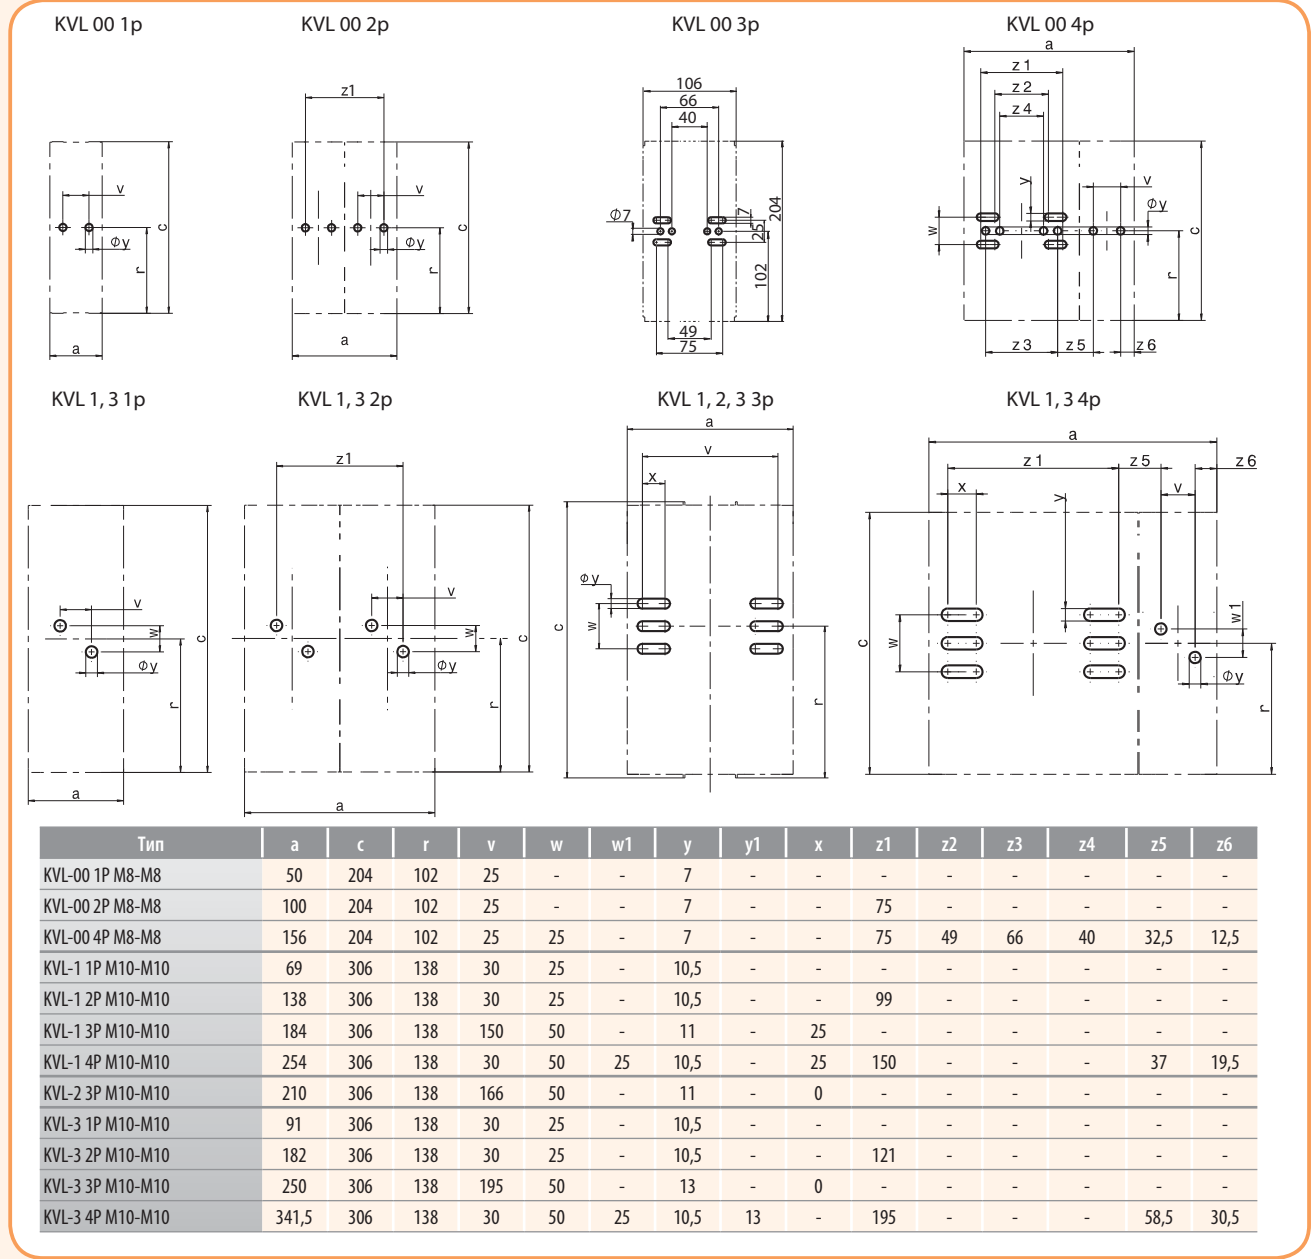 KVL 00 1p
KVL 00 2p
KVL 00 3p
KVL 00 4p
v
c
Φy
r
a
z1
v
c
Φy
r
a
106
66
40
Φ7
7
204
25
102
49
75
a
z 1
z 2
z 4
y
v
Φy
w
c
r
z 3
z 5
z 6
KVL 1, 3 1p
KVL 1, 3 2p
KVL 1, 2, 3 3p
KVL 1, 3 4p
v
w
c
Φy
r
a
z1
v
w
c
Φy
r
a
a
v
x
Φy
w
c
r
a
z 1
z 5
z 6
x
y
v
w1
w
c
Φy
r
Тип a c r v w w1 y y1 x z1 z2 z3 z4 z5 z6
KVL-00 1P M8-M8 50 204 102 25 - - 7 - - - - - - - -
KVL-00 2P M8-M8 100 204 102 25 - - 7 - - 75 - - - - -
KVL-00 4P M8-M8 156 204 102 25 25 - 7 - - 75 49 66 40 32,5 12,5
KVL-1 1P M10-M10 69 306 138 30 25 - 10,5 - - - - - - - -
KVL-1 2P M10-M10 138 306 138 30 25 - 10,5 - - 99 - - - - -
KVL-1 3P M10-M10 184 306 138 150 50 - 11 - 25 - - - - - -
KVL-1 4P M10-M10 254 306 138 30 50 25 10,5 - 25 150 - - - 37 19,5
KVL-2 3P M10-M10 210 306 138 166 50 - 11 - 0 - - - - - -
KVL-3 1P M10-M10 91 306 138 30 25 - 10,5 - - - - - - - -
KVL-3 2P M10-M10 182 306 138 30 25 - 10,5 - - 121 - - - - -
KVL-3 3P M10-M10 250 306 138 195 50 - 13 - 0 - - - - - -
KVL-3 4P M10-M10 341,5 306 138 30 50 25 10,5 13 - 195 - - - 58,5 30,5